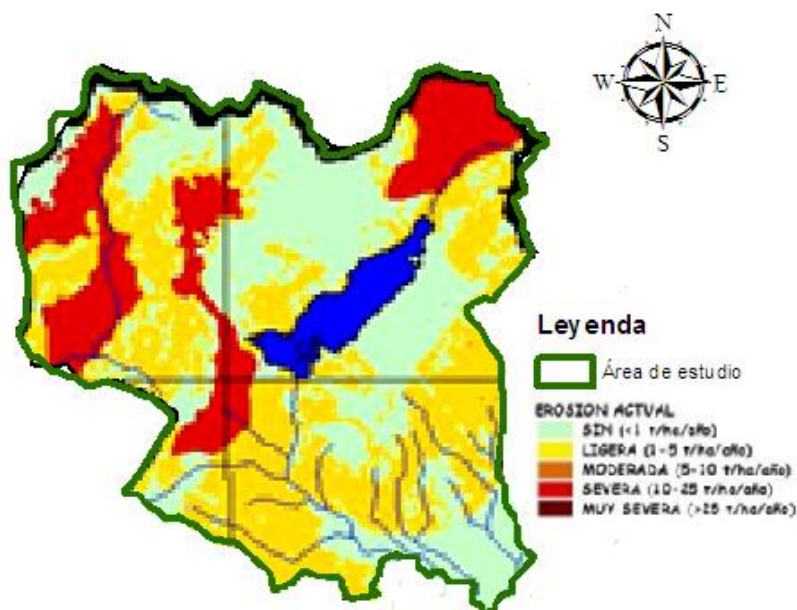 N
W E
S
Leyenda
Área de estudio
EROSION ACTUAL
SIN (<1 t/ha/año)
LIGERA (1-5 t/ha/año)
MODERADA (5-10 t/ha/año)
SEVERA (10-25 t/ha/año)
MUY SEVERA (>25 t/ha/año)